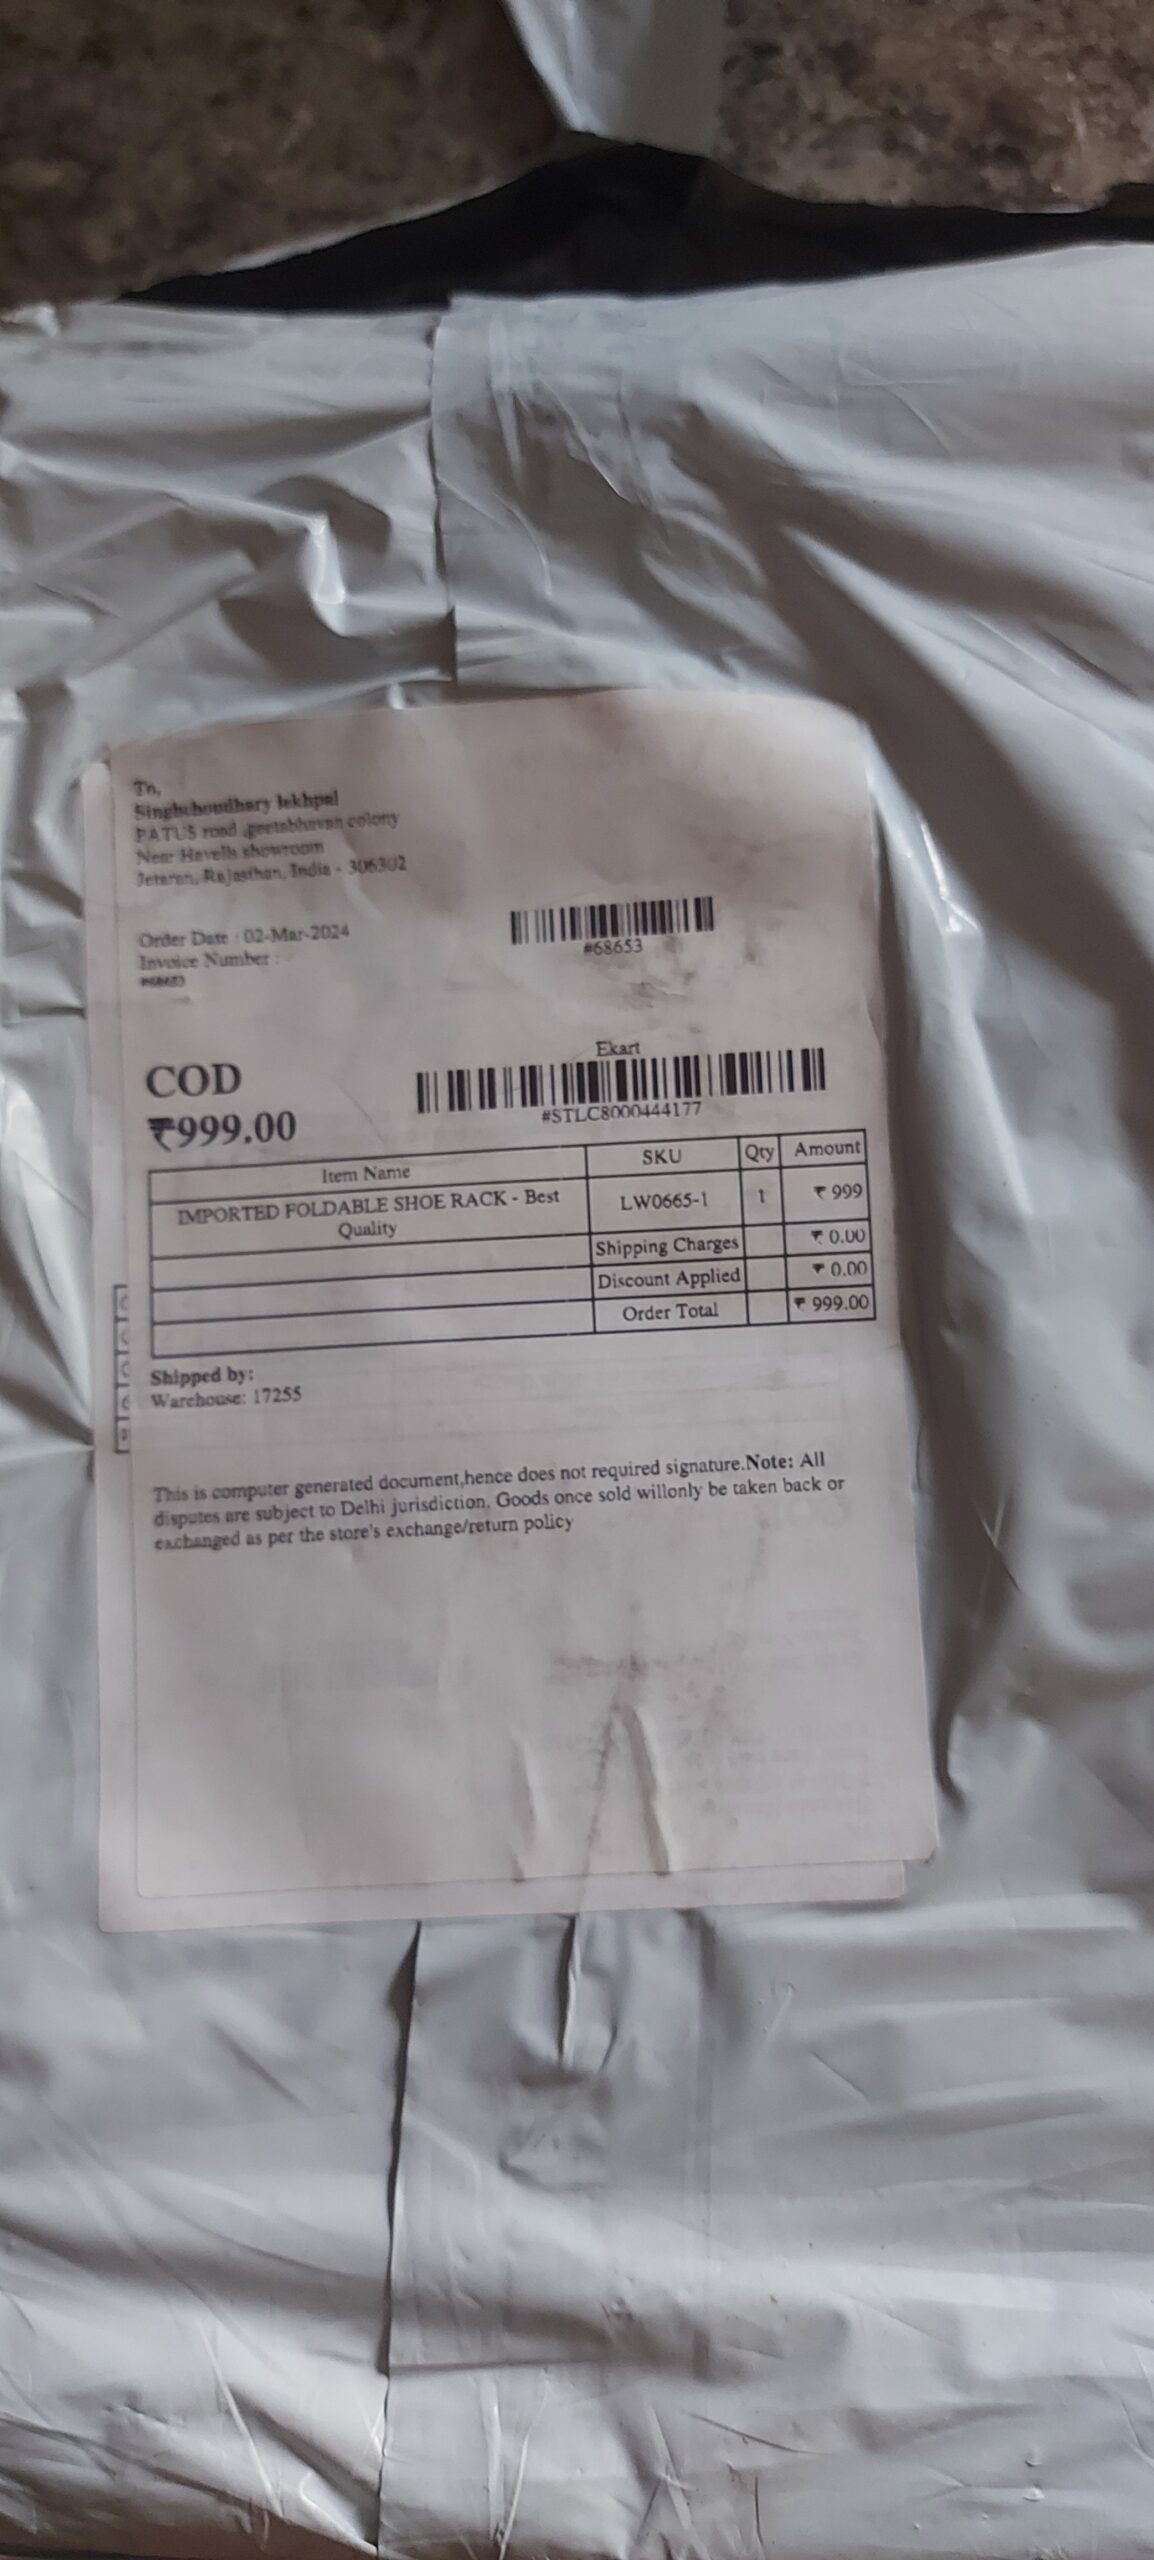 To,
Singhchoudhary lekhpal
road geetabhavan colony
Near Havells showroom
Jetaran, Rajasthan, India - 306302
Order Date : 02-Mar-2024
Invoice Number :
#68653
Ekart
#STLC8000444177
COD
₹999.00
Item Name SKU Qty Amount
IMPORTED FOLDABLE SHOE RACK - Best
Quality
LW0665-1 1 ₹ 999
Shipping Charges ₹ 0.00
Discount Applied ₹ 0.00
Order Total ₹ 999.00
Shipped by:
Warehouse: 17255
This is computer generated document,hence does not required signature.Note: All
disputes are subject to Delhi jurisdiction. Goods once sold willonly be taken back or
exchanged as per the store's exchange/return policy